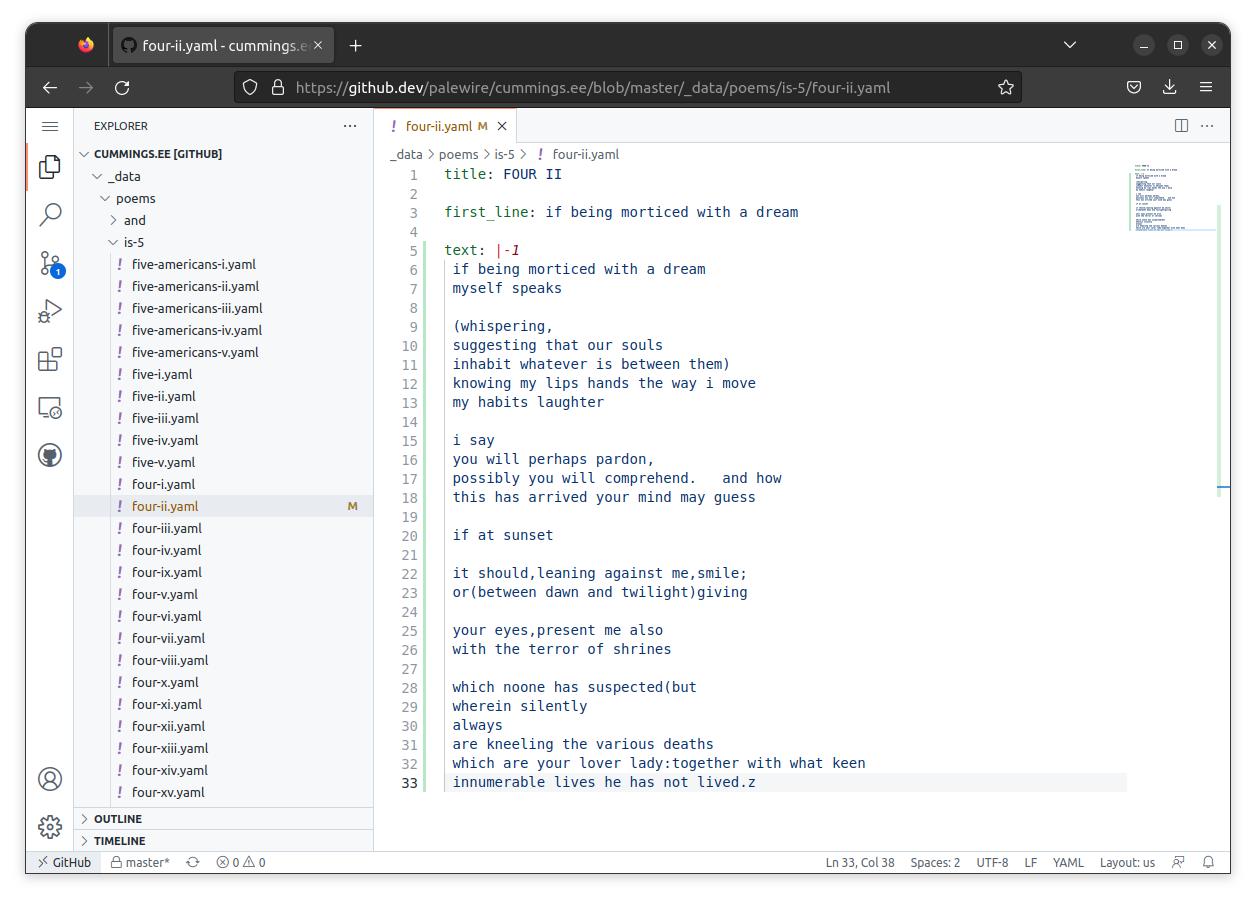 four-ii.yaml - cummings.e
https://github.dev/palewire/cummings.ee/blob/master/_data/poems/is-5/four-ii.yaml
EXPLORER
CUMMINGS.EE [GITHUB]
_data
poems
and
is-5
five-americans-i.yaml
five-americans-ii.yaml
five-americans-iii.yaml
five-americans-iv.yaml
five-americans-v.yaml
five-i.yaml
five-ii.yaml
five-iii.yaml
five-iv.yaml
five-v.yaml
four-i.yaml
four-ii.yaml M
four-iii.yaml
four-iv.yaml
four-ix.yaml
four-v.yaml
four-vi.yaml
four-vii.yaml
four-viii.yaml
four-x.yaml
four-xi.yaml
four-xii.yaml
four-xiii.yaml
four-xiv.yaml
four-xv.yaml
OUTLINE
TIMELINE
1
! four-ii.yaml M
_data > poems > is-5 > ! four-ii.yaml
1 title: FOUR II
2
3 first_line: if being morticed with a dream
4
5 text: |-1
6 if being morticed with a dream
7 myself speaks
8
9 (whispering,
10 suggesting that our souls
11 inhabit whatever is between them)
12 knowing my lips hands the way i move
13 my habits laughter
14
15 i say
16 you will perhaps pardon,
17 possibly you will comprehend.   and how
18 this has arrived your mind may guess
19
20 if at sunset
21
22 it should,leaning against me,smile;
23 or(between dawn and twilight)giving
24
25 your eyes,present me also
26 with the terror of shrines
27
28 which noone has suspected(but
29 wherein silently
30 always
31 are kneeling the various deaths
32 which are your lover lady:together with what keen
33 innumerable lives he has not lived.z
GitHub master* 0 0 Ln 33, Col 38 Spaces: 2 UTF-8 LF YAML Layout: us